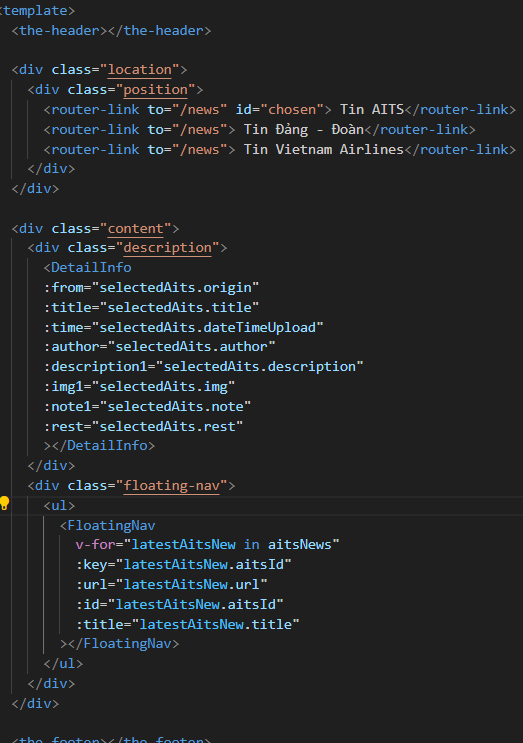 <template>
<the-header></the-header>
<div class="location">
<div class="position">
<router-link to="/news" id="chosen"> Tin AITS</router-link>
<router-link to="/news"> Tin Đảng - Đoàn</router-link>
<router-link to="/news"> Tin Vietnam Airlines</router-link>
</div>
</div>
<div class="content">
<div class="description">
<DetailInfo
:from="selectedAits.origin"
:title="selectedAits.title"
:time="selectedAits.dateTimeUpload"
:author="selectedAits.author"
:description1="selectedAits.description"
:img1="selectedAits.img"
:note1="selectedAits.note"
:rest="selectedAits.rest"
></DetailInfo>
</div>
<div class="floating-nav">
<ul>
<FloatingNav
v-for="latestAitsNew in aitsNews"
:key="latestAitsNew.aitsId"
:url="latestAitsNew.url"
:id="latestAitsNew.aitsId"
:title="latestAitsNew.title"
></FloatingNav>
</ul>
</div>
</div>
<the-footer></the-footer>